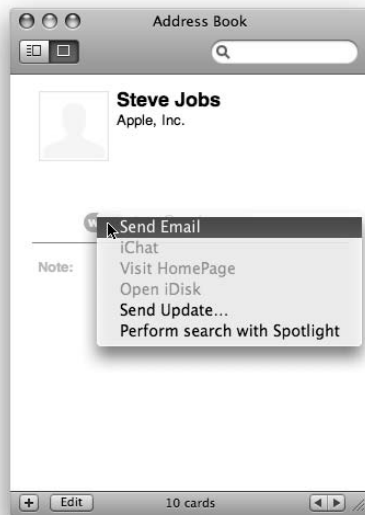 Address Book
Steve Jobs
Apple, Inc.
Send Email
iChat
Note:
Visit HomePage
Open iDisk
Send Update...
Perform search with Spotlight
+
Edit
10 cards